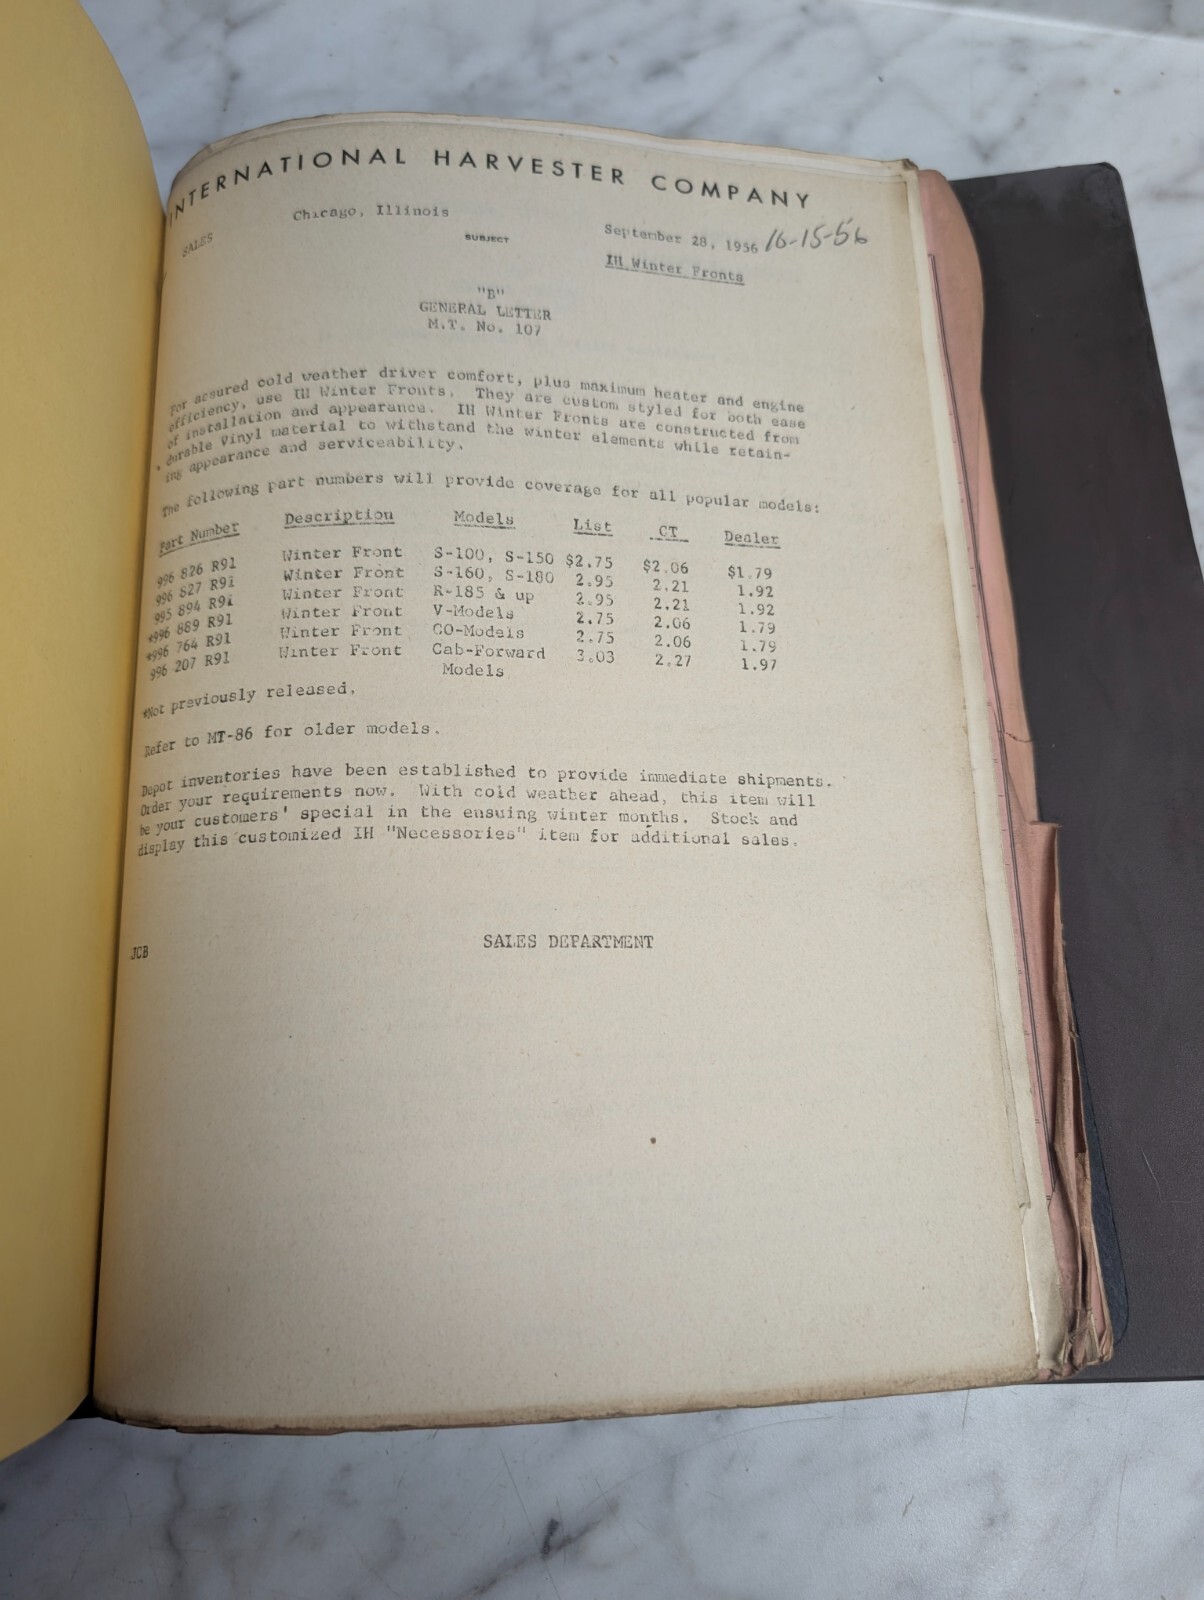 INTERNATIONAL HARVESTER COMPANY
Chicago, Illinois
SALES
SUBJECT
September 28, 1956 10-15-56
IH Winter Fronts
"B"
GENERAL LETTER
M.T. No. 107
For assured cold weather driver comfort, plus maximum heater and engine
efficiency, use IH Winter Fronts. They are custom styled for both ease
of installation and appearance. IH Winter Fronts are constructed from
durable Vinyl material to withstand the winter elements while retain-
ing appearance and serviceability.
The following part numbers will provide coverage for all popular models:
Part Number Description Models List CT Dealer
996 826 R91 Winter Front S-100, S-150 $2.75 $2.06 $1.79
996 827 R91 Winter Front S-160, S-180 2.95 2.21 1.92
995 894 R91 Winter Front R-185 & up 2.95 2.21 1.92
*996 889 R91 Winter Front V-Models 2.75 2.06 1.79
*996 764 R91 Winter Front CO-Models 2.75 2.06 1.79
996 207 R91 Winter Front Cab-Forward 3.03 2.27 1.97
Models
*Not previously released.
Refer to MT-86 for older models.
Depot inventories have been established to provide immediate shipments.
Order your requirements now. With cold weather ahead, this item will
be your customers' special in the ensuing winter months. Stock and
display this customized IH "Necessories" item for additional sales.
JCB
SALES DEPARTMENT